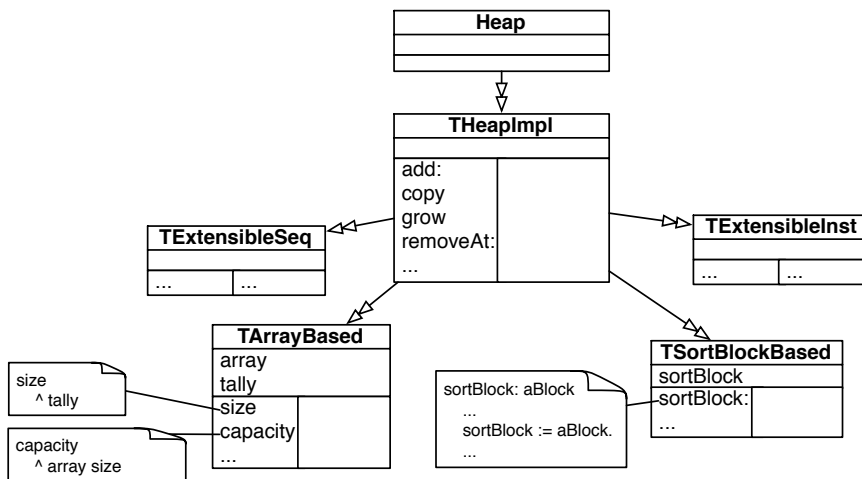 Heap
THeapImpl
add:
copy
grow
removeAt:
...
TExtensibleSeq
... ...
TExtensibleInst
... ...
TArrayBased
array
tally
size
capacity
...
size
^ tally
capacity
^ array size
TSortBlockBased
sortBlock
sortBlock:
...
sortBlock: aBlock
...
sortBlock := aBlock.
...